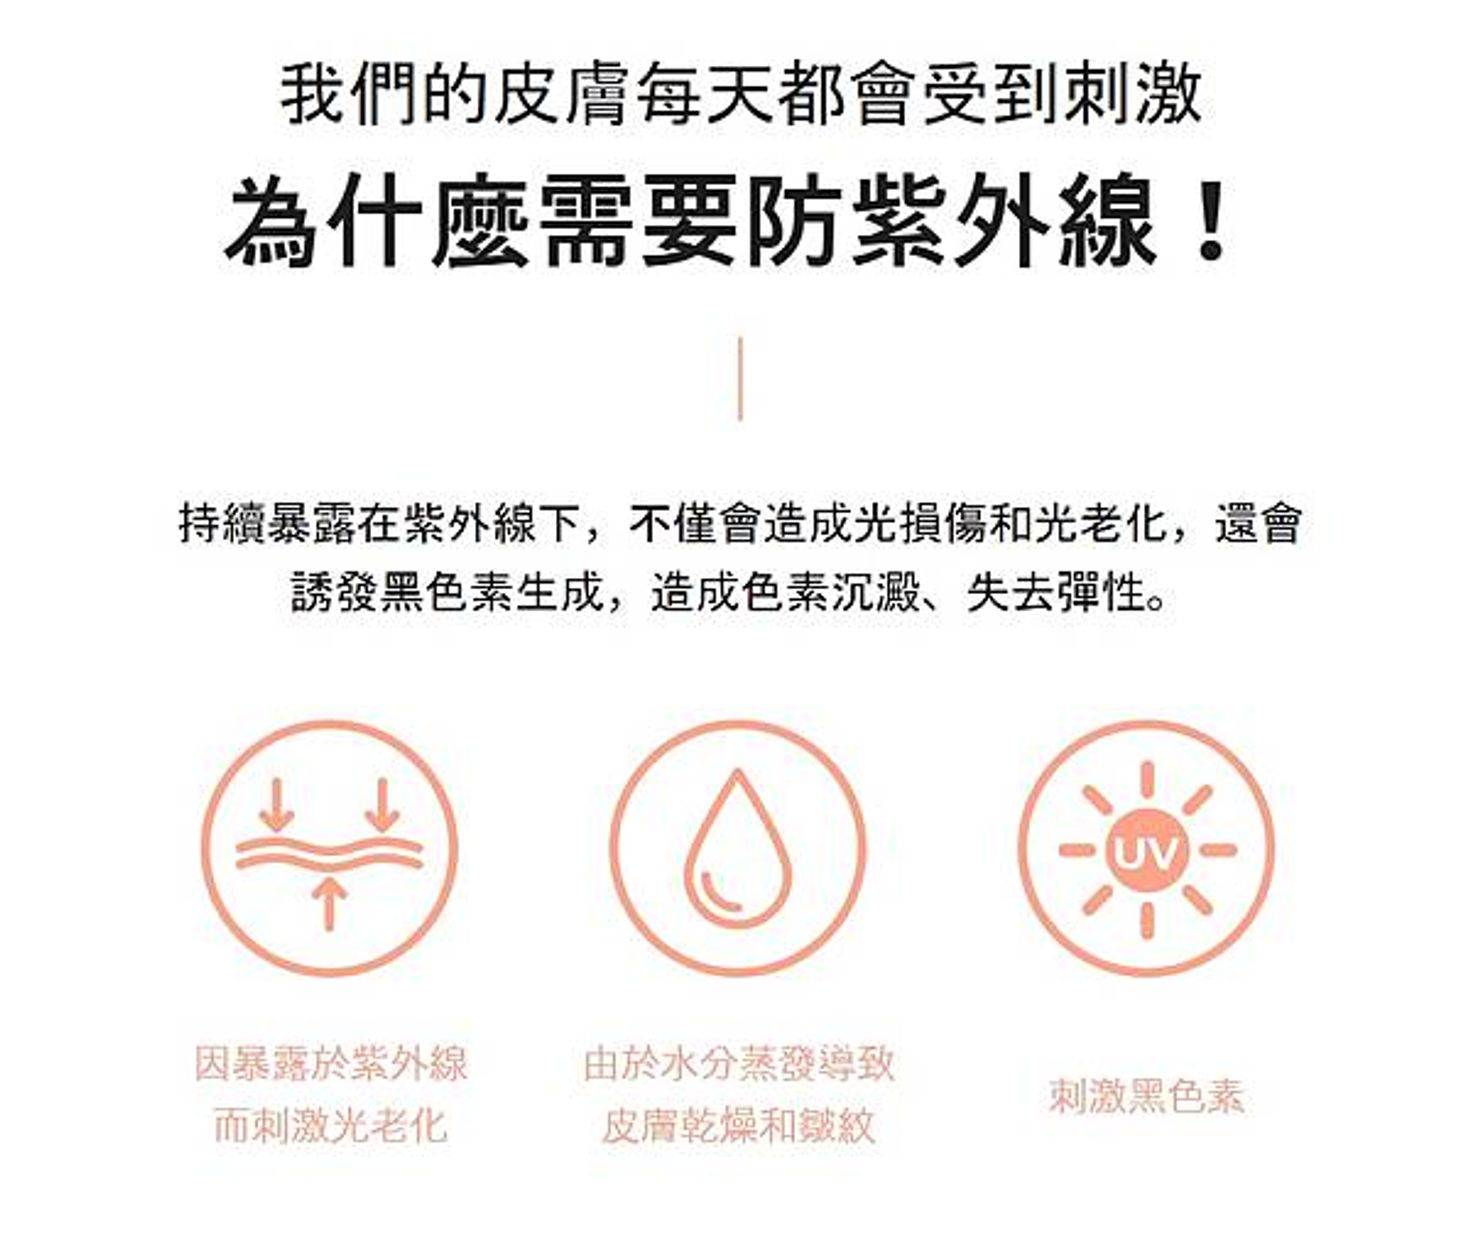 我們的皮膚每天都會受到刺激
為什麼需要防紫外線！
持續暴露在紫外線下，不僅會造成光損傷和光老化，還會
誘發黑色素生成，造成色素沉澱、失去彈性。
UV
因暴露於紫外線
而刺激光老化
由於水分蒸發導致
皮膚乾燥和皺紋
刺激黑色素